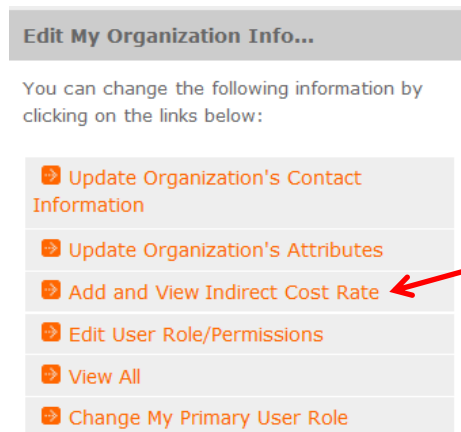 Edit My Organization Info...
You can change the following information by
clicking on the links below:
Update Organization's Contact
Information
Update Organization's Attributes
Add and View Indirect Cost Rate
Edit User Role/Permissions
View All
Change My Primary User Role